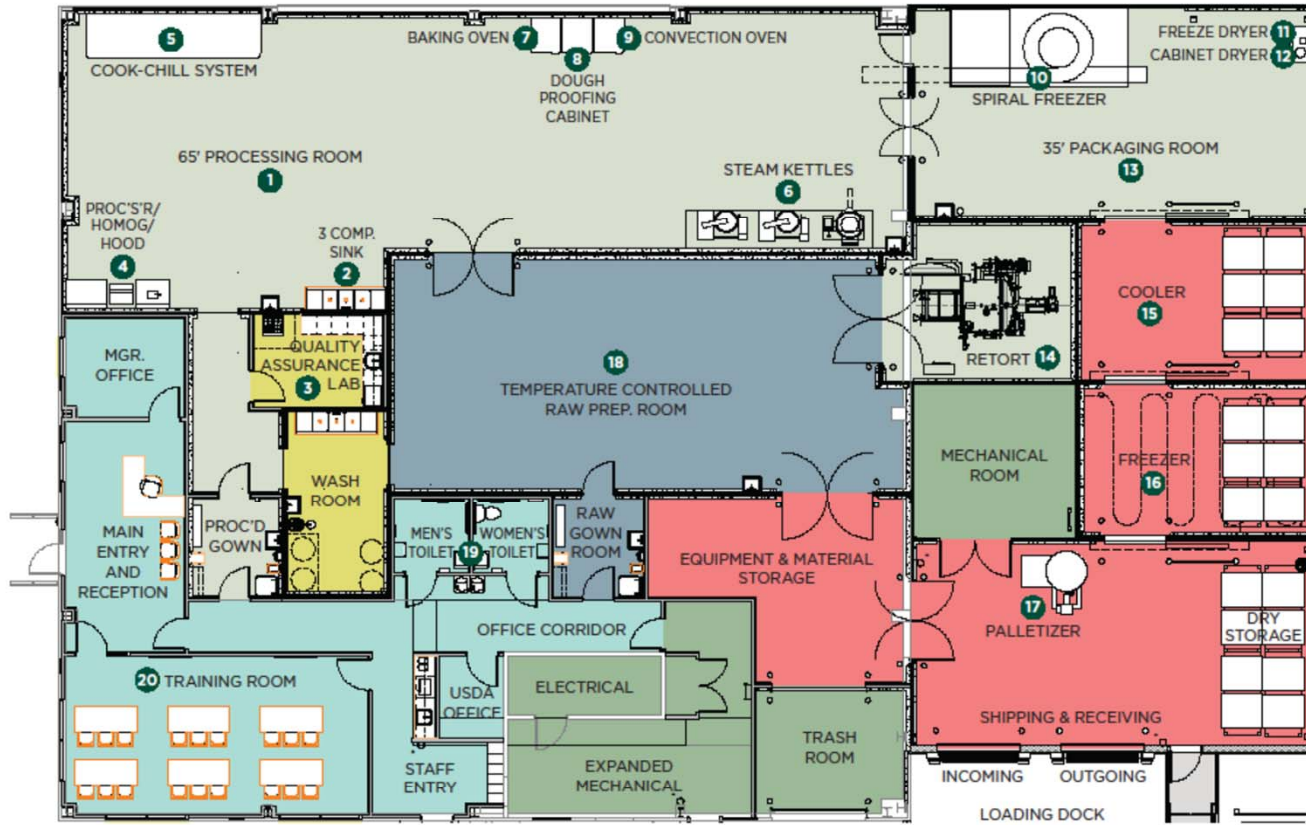 5
COOK-CHILL SYSTEM
BAKING OVEN 7
9 CONVECTION OVEN
8
DOUGH
PROOFING
CABINET
FREEZE DRYER 11
CABINET DRYER 12
10
SPIRAL FREEZER
65' PROCESSING ROOM
1
35' PACKAGING ROOM
13
STEAM KETTLES
6
PROC'S'R/
HOMOG/
HOOD
4
3 COMP.
SINK
2
QUALITY
ASSURANCE
3 LAB
MGR.
OFFICE
18
TEMPERATURE CONTROLLED
RAW PREP. ROOM
RETORT 14
COOLER
15
MECHANICAL
ROOM
FREEZER
16
WASH
ROOM
PROC'D
GOWN
MAIN
ENTRY
AND
RECEPTION
MEN'S
TOILET
19
WOMEN'S
TOILET
RAW
GOWN
ROOM
EQUIPMENT & MATERIAL
STORAGE
17
PALLETIZER
DRY
STORAGE
OFFICE CORRIDOR
20 TRAINING ROOM
USDA
OFFICE
ELECTRICAL
STAFF
ENTRY
EXPANDED
MECHANICAL
TRASH
ROOM
SHIPPING & RECEIVING
INCOMING
OUTGOING
LOADING DOCK